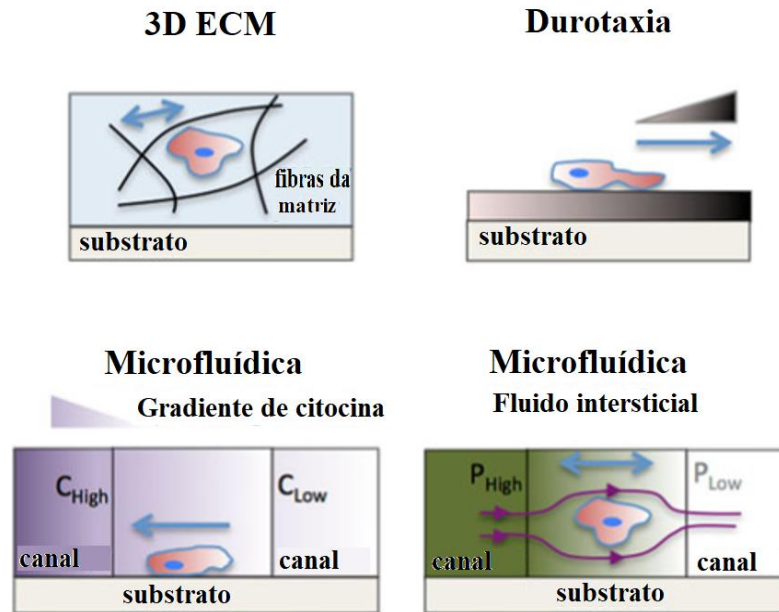 3D ECM
fibras da
matriz
substrato
Durotaxia
substrato
Microfluídica
Gradiente de citocina
CHigh
CLow
canal
canal
substrato
Microfluídica
Fluido intersticial
PHigh
PLow
canal
canal
substrato